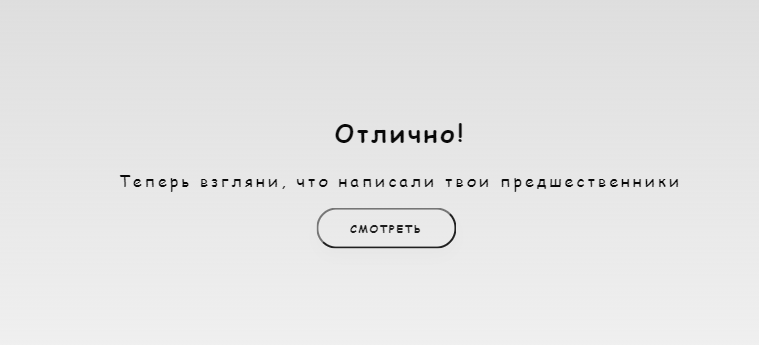 Отлично!
Теперь взгляни, что написали твои предшественники
СМОТРЕТЬ